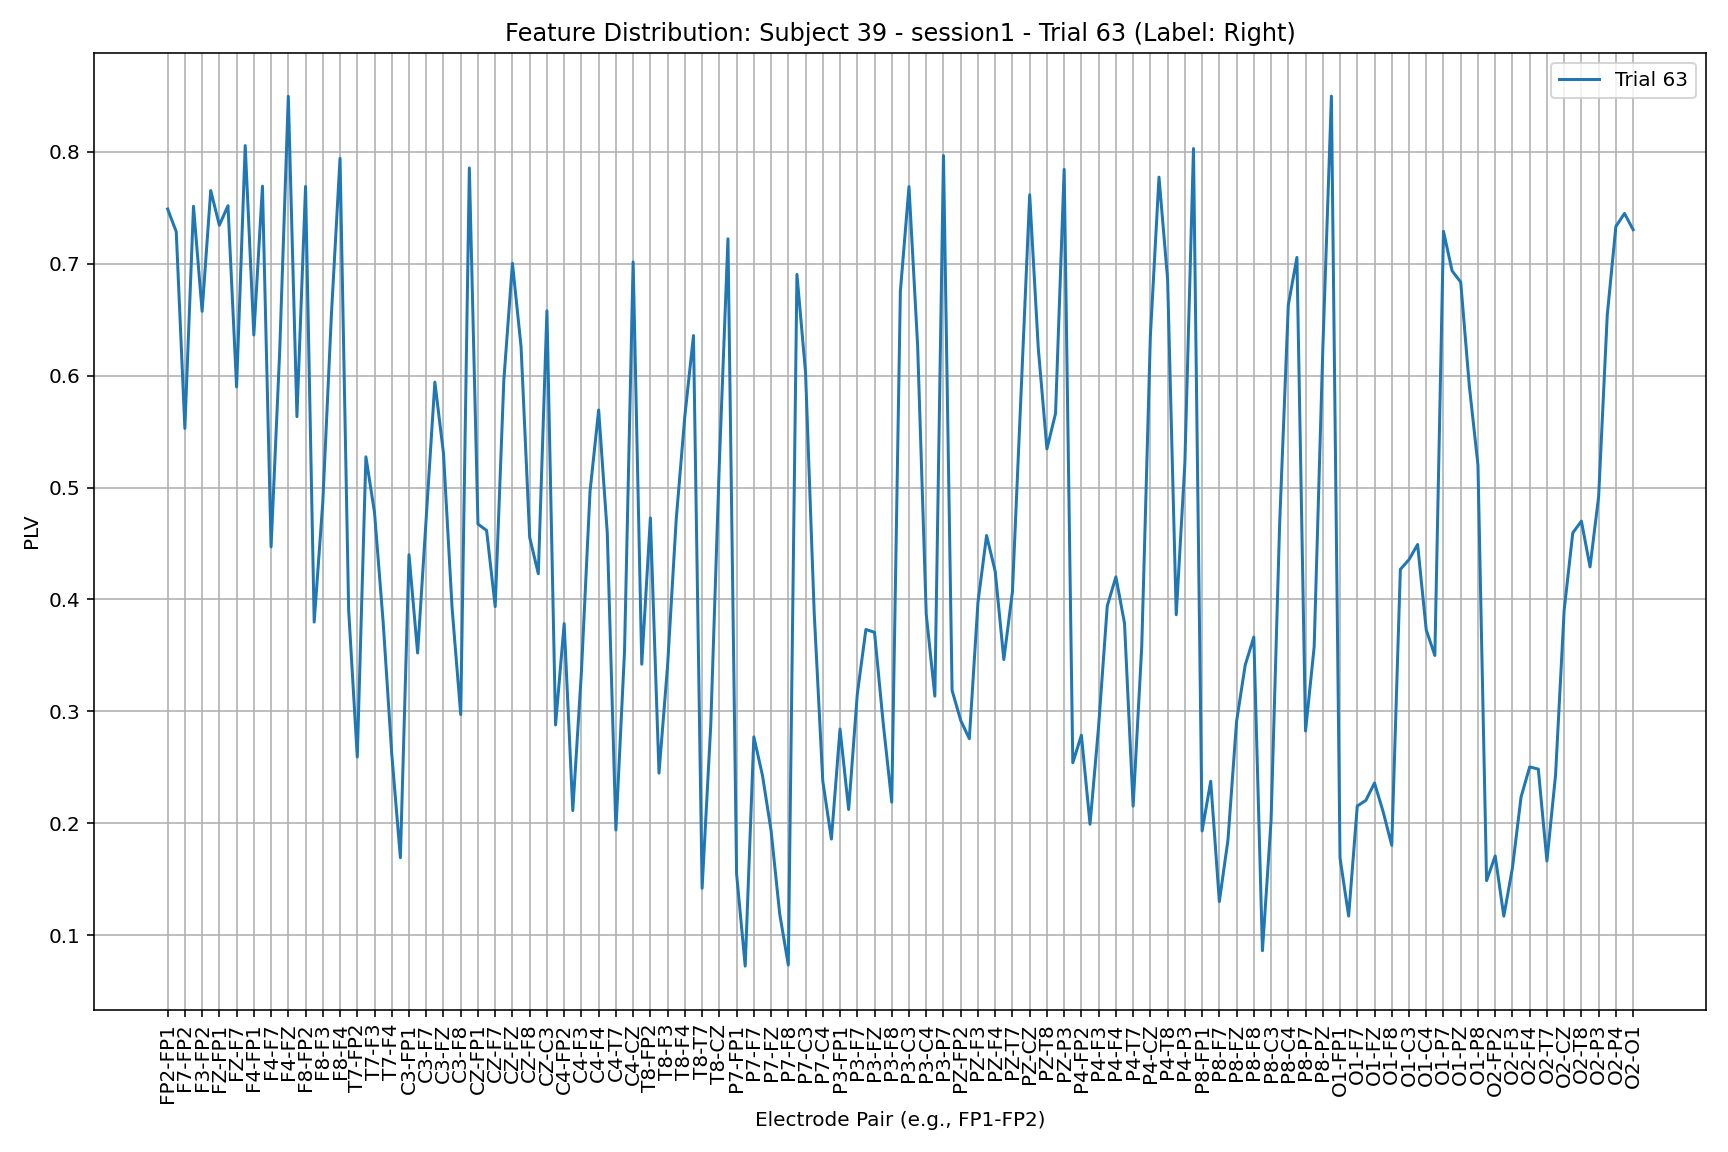 Feature Distribution: Subject 39 - session1 - Trial 63 (Label: Right)
Trial 63
PLV
0.8
0.7
0.6
0.5
0.4
0.3
0.2
0.1
FP2-FP1
F7-FP2
F3-FP2
FZ-FP1
FZ-F7
F4-FP1
F4-F7
F4-FZ
F8-FP2
F8-F3
F8-F4
T7-FP2
T7-F3
T7-F4
C3-FP1
C3-F7
C3-FZ
C3-F8
CZ-FP1
CZ-F7
CZ-FZ
CZ-F8
CZ-C3
C4-FP2
C4-F3
C4-F4
C4-T7
C4-CZ
T8-FP2
T8-F3
T8-F4
T8-T7
T8-CZ
P7-FP1
P7-F7
P7-FZ
P7-F8
P7-C3
P7-C4
P3-FP1
P3-F7
P3-FZ
P3-F8
P3-C3
P3-C4
P3-P7
PZ-FP2
PZ-F3
PZ-F4
PZ-T7
PZ-CZ
PZ-T8
PZ-P3
P4-FP2
P4-F3
P4-F4
P4-T7
P4-CZ
P4-T8
P4-P3
P8-FP1
P8-F7
P8-FZ
P8-F8
P8-C3
P8-C4
P8-P7
P8-PZ
O1-FP1
O1-F7
O1-FZ
O1-F8
O1-C3
O1-C4
O1-P7
O1-PZ
O1-P8
O2-FP2
O2-F3
O2-F4
O2-T7
O2-CZ
O2-T8
O2-P3
O2-P4
O2-O1
Electrode Pair (e.g., FP1-FP2)